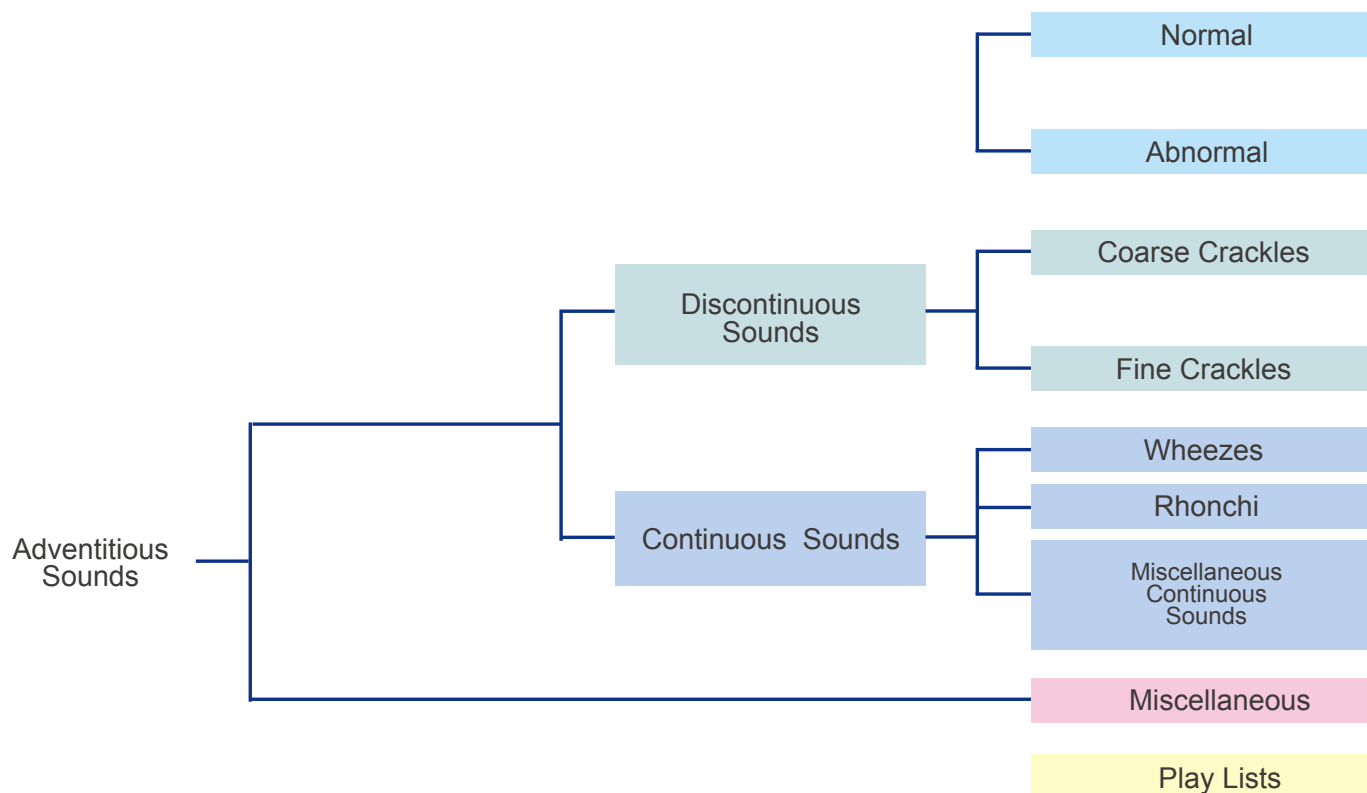 Normal
Abnormal
Coarse Crackles
Discontinuous
Sounds
Fine Crackles
Wheezes
Rhonchi
Continuous  Sounds
Adventitious
Sounds
Miscellaneous
Continuous
Sounds
Miscellaneous
Play Lists